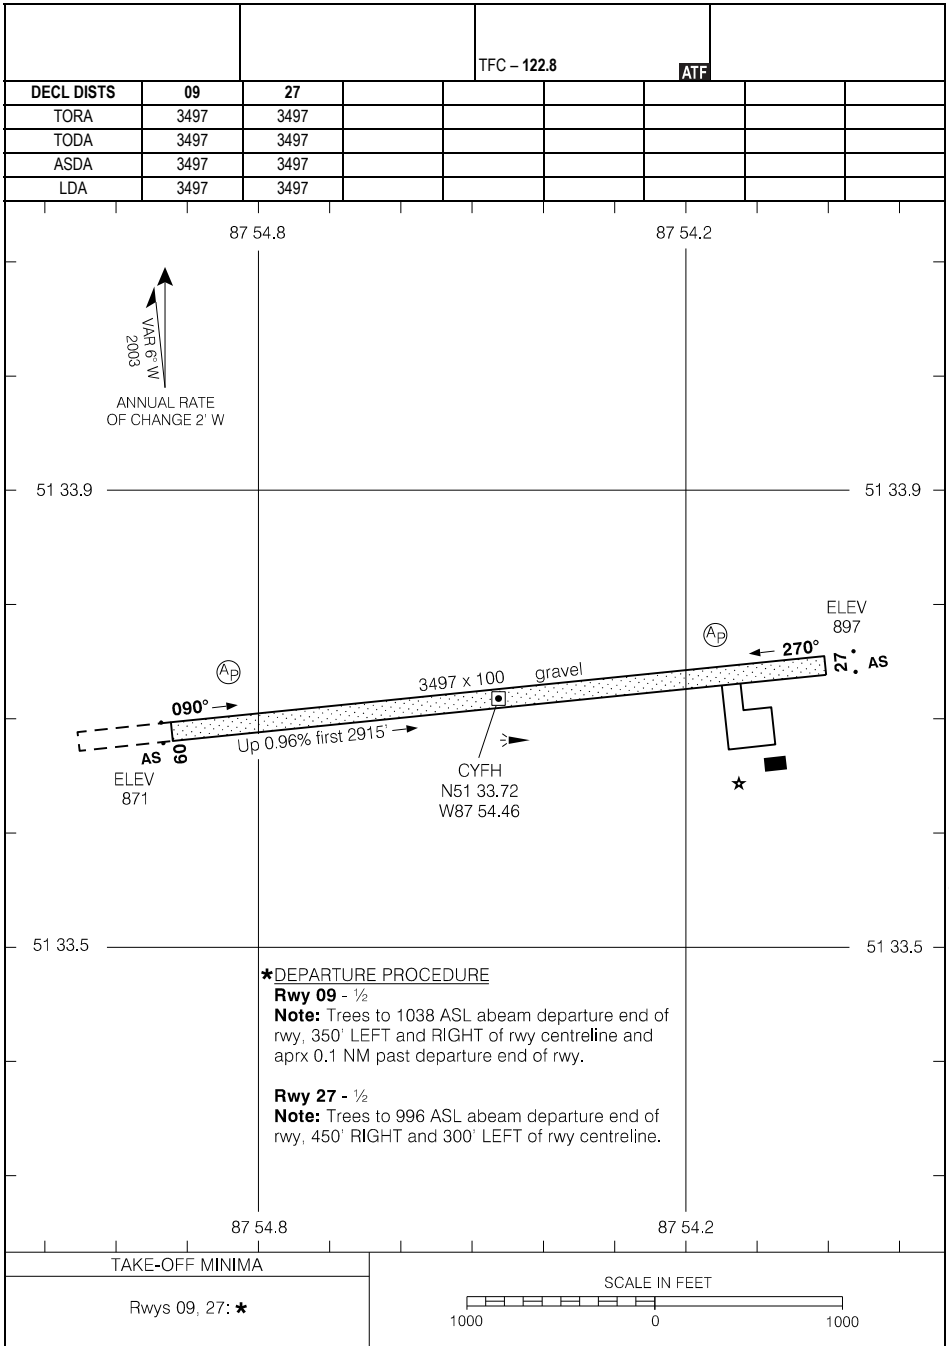 TFC – 122.8 ATF
DECL DISTS 09 27
TORA 3497 3497
TODA 3497 3497
ASDA 3497 3497
LDA 3497 3497
87 54.8 87 54.2
VAR 6° W
2003
ANNUAL RATE
OF CHANGE 2' W
51 33.9 51 33.9
ELEV
897
27
AS
270°
AP
AP
3497 x 100 gravel
090°
Up 0.96% first 2915'
AS
09
ELEV
871
CYFH
N51 33.72
W87 54.46
51 33.5 51 33.5
*DEPARTURE PROCEDURE
Rwy 09 - ½
Note: Trees to 1038 ASL abeam departure end of
rwy, 350' LEFT and RIGHT of rwy centreline and
aprx 0.1 NM past departure end of rwy.
Rwy 27 - ½
Note: Trees to 996 ASL abeam departure end of
rwy, 450' RIGHT and 300' LEFT of rwy centreline.
87 54.8 87 54.2
TAKE-OFF MINIMA
Rwys 09, 27: *
SCALE IN FEET
1000 0 1000